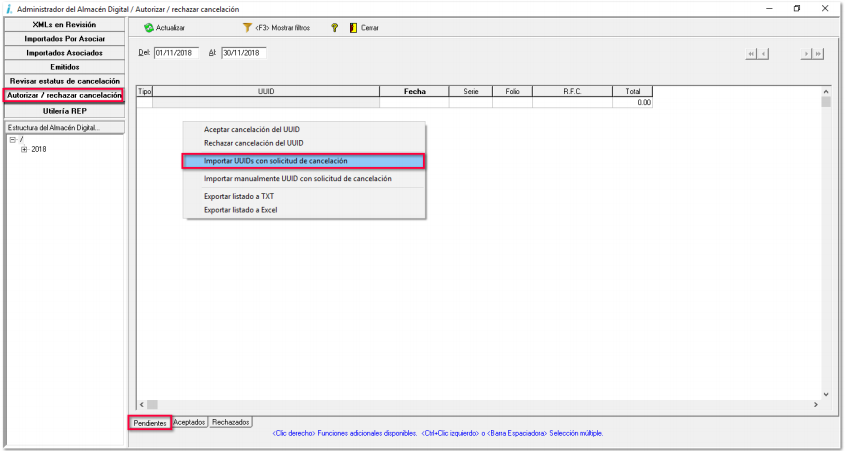 Administrador del Almacén Digital / Autorizar / rechazar cancelación
XMLs en Revisión
Importados Por Asociar
Importados Asociados
Emitidos
Revisar estatus de cancelación
Autorizar / rechazar cancelación
Utilería REP
Estructura del Almacén Digital...
/
2018
Actualizar <F3> Mostrar filtros Cerrar
Del: 01/11/2018 Al: 30/11/2018
Tipo UUID Fecha Serie Folio R.F.C. Total
0.00
Aceptar cancelación del UUID
Rechazar cancelación del UUID
Importar UUIDs con solicitud de cancelación
Importar manualmente UUID con solicitud de cancelación
Exportar listado a TXT
Exportar listado a Excel
Pendientes Aceptados Rechazados
<Clic derecho> Funciones adicionales disponibles. <Ctrl+Clic izquierdo> o <Barra Espaciadora> Selección múltiple.